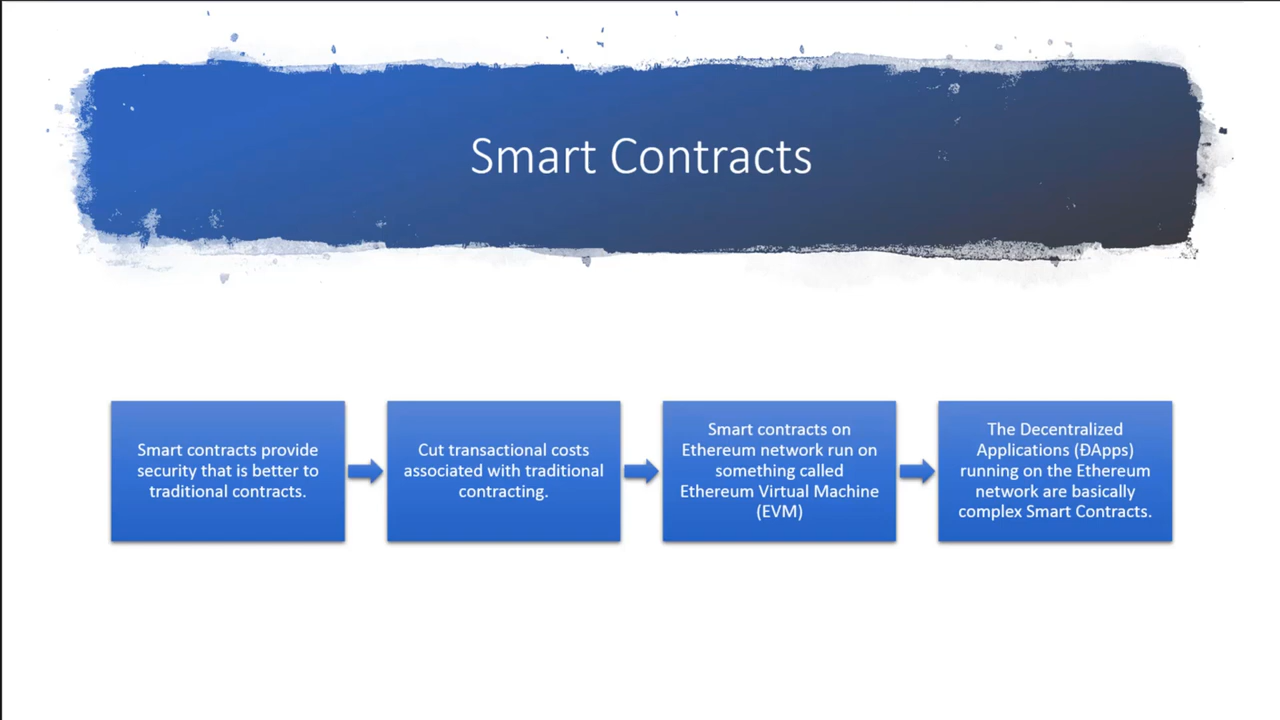 Smart Contracts
Smart contracts provide
security that is better to
traditional contracts.
Cut transactional costs
associated with traditional
contracting.
Smart contracts on
Ethereum network run on
something called
Ethereum Virtual Machine
(EVM)
The Decentralized
Applications (ĐApps)
running on the Ethereum
network are basically
complex Smart Contracts.